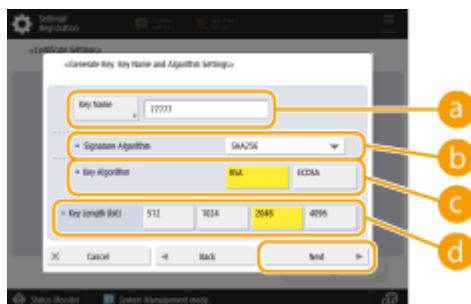 Settings/
Registration
<Certificate Settings>
<Generate Key: Key Name and Algorithm Settings>
Key Name
77777
a
Signature Algorithm
SHA256
b
Key Algorithm
RSA
ECDSA
c
Key Length (bit)
512
1024
2048
4096
d
Cancel
Back
Next
Status Monitor
System Management mode